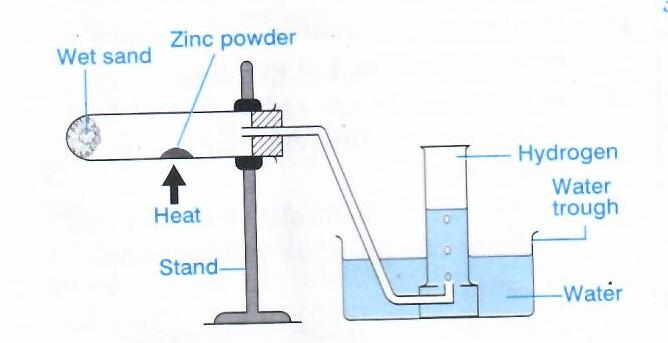 Zinc powder
Wet sand
Hydrogen
Water
trough
Heat
Stand
Water